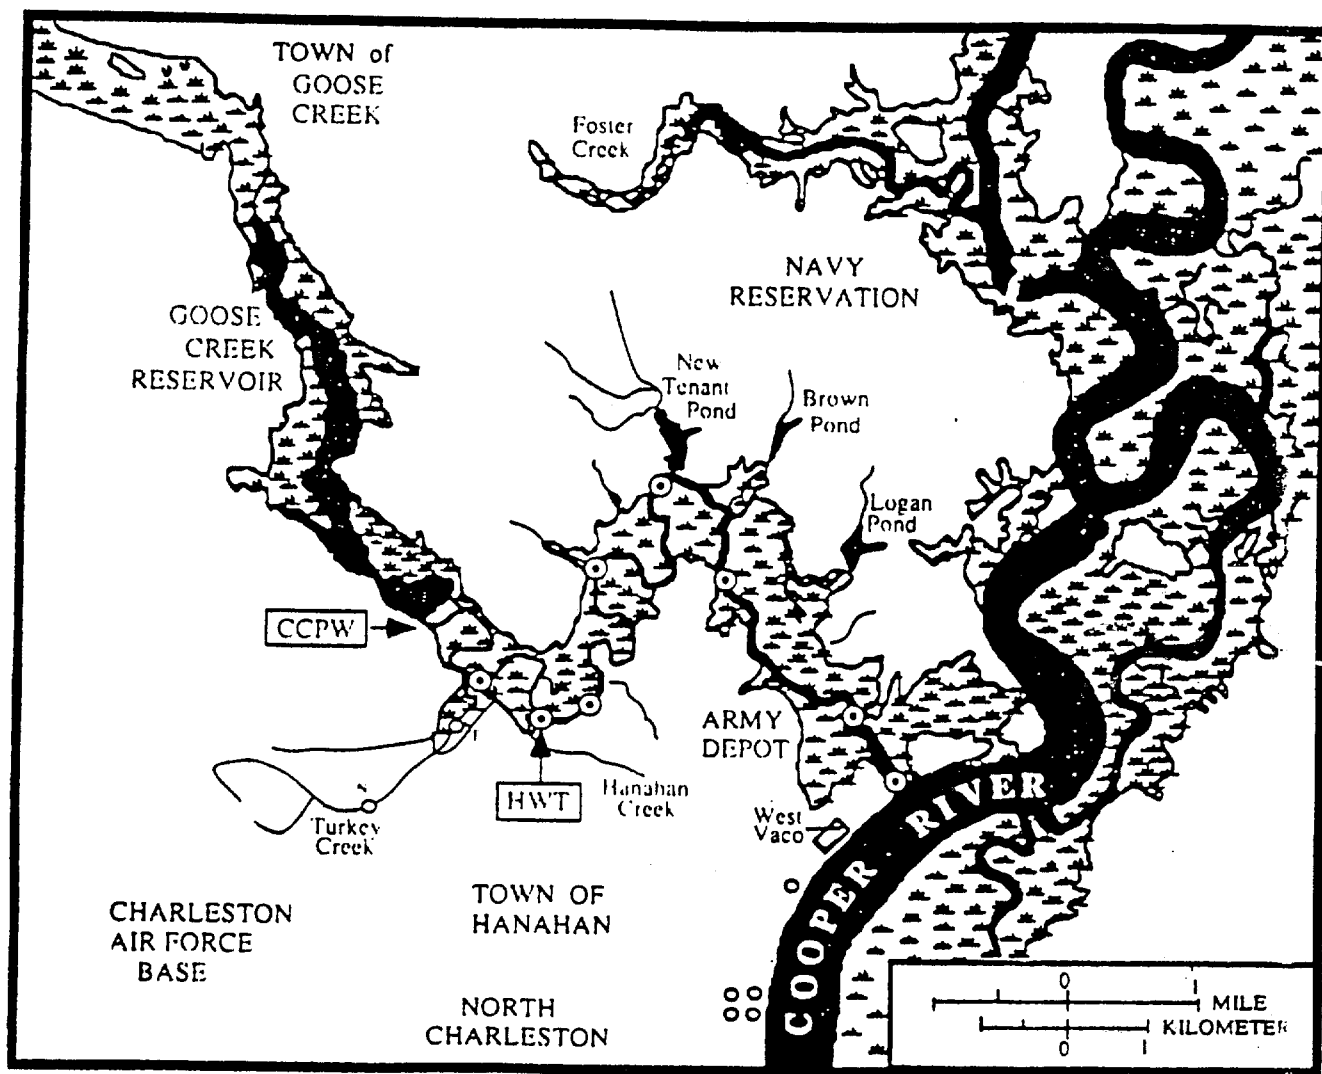 TOWN of
GOOSE
CREEK
Foster
Creek
NAVY
RESERVATION
GOOSE
CREEK
RESERVOIR
New
Tenant
Pond
Brown
Pond
Logan
Pond
CCPW
ARMY
DEPOT
HWT
Hanahan
Creek
West
Vaco
Turkey
Creek
COOPER RIVER
TOWN OF
HANAHAN
CHARLESTON
AIR FORCE
BASE
NORTH
CHARLESTON
0 1
MILE
KILOMETER
0 1